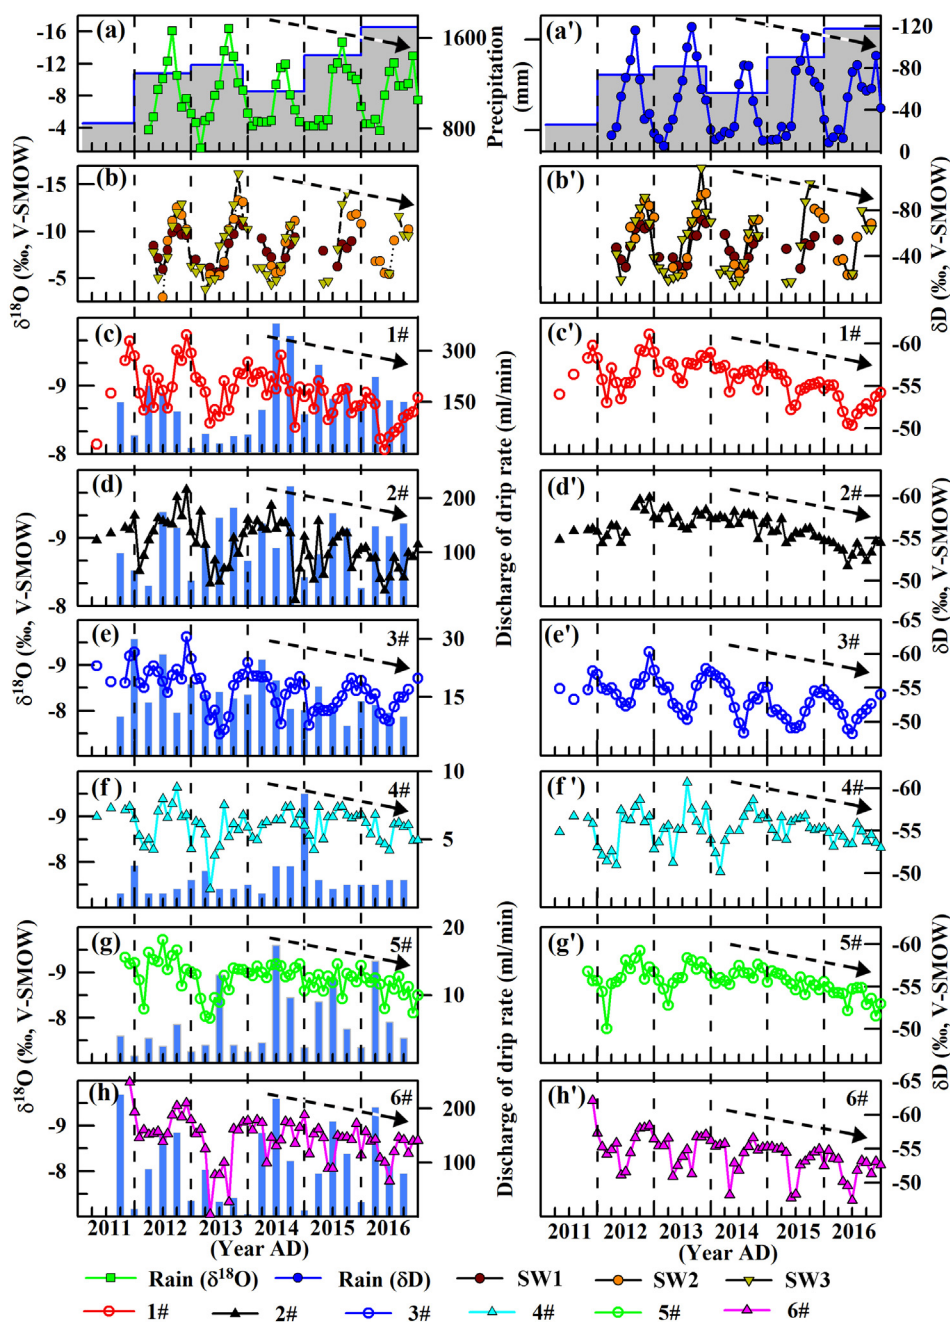 (a)
-16
-12
-8
-4
1600
800
Precipitation
(mm)
(a')
-120
-80
-40
0
(b)
-15
-10
-5
δ¹⁸O (‰, V-SMOW)
(b')
-80
-40
δD (‰, V-SMOW)
(c)
1#
-9
-8
300
150
(c')
1#
-60
-55
-50
(d)
2#
-9
-8
200
100
δ¹⁸O (‰, V-SMOW)
Discharge of drip rate (ml/min)
(d')
2#
-60
-55
-50
δD (‰, V-SMOW)
(e)
3#
-9
-8
30
15
(e')
3#
-65
-60
-55
-50
(f)
4#
-9
-8
10
5
(f')
4#
-60
-55
-50
(g)
5#
-9
-8
20
10
δ¹⁸O (‰, V-SMOW)
Discharge of drip rate (ml/min)
(g')
5#
-60
-55
-50
δD (‰, V-SMOW)
(h)
6#
-9
-8
200
100
(h')
6#
-65
-60
-55
-50
2011 2012 2013 2014 2015 2016
(Year AD)
2011 2012 2013 2014 2015 2016
(Year AD)
Rain (δ¹⁸O) Rain (δD) SW1 SW2 SW3
1# 2# 3# 4# 5# 6#